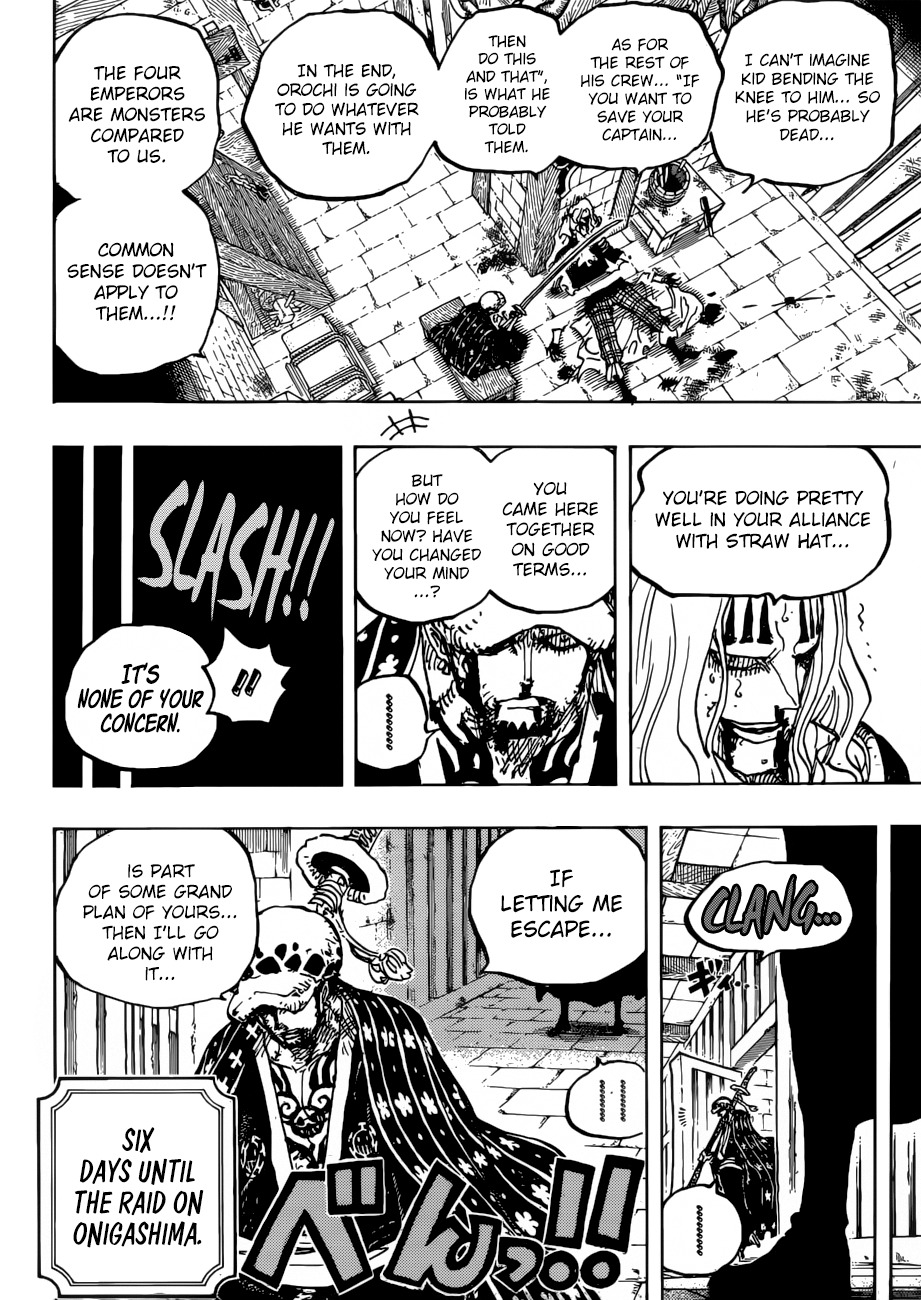 I CAN'T IMAGINE
KID BENDING THE
KNEE TO HIM... SO
HE'S PROBABLY
DEAD...
AS FOR
THE REST OF
HIS CREW... "IF
YOU WANT TO
SAVE YOUR
CAPTAIN...
THEN
DO THIS
AND THAT",
IS WHAT HE
PROBABLY
TOLD
THEM.
IN THE END,
OROCHI IS GOING
TO DO WHATEVER
HE WANTS WITH
THEM.
THE FOUR
EMPERORS
ARE MONSTERS
COMPARED
TO US.
COMMON
SENSE DOESN'T
APPLY TO
THEM...!!
YOU'RE DOING PRETTY
WELL IN YOUR ALLIANCE
WITH STRAW HAT...
YOU
CAME HERE
TOGETHER
ON GOOD
TERMS...
BUT
HOW DO
YOU FEEL
NOW? HAVE
YOU CHANGED
YOUR MIND
...?
.........
SLASH!!
!!
IT'S
NONE OF YOUR
CONCERN.
CLANG...
ギィ...
.........
IF
LETTING ME
ESCAPE...
IS PART
OF SOME GRAND
PLAN OF YOURS...
THEN I'LL GO
ALONG WITH
IT...
..................
べんっ!!
SIX
DAYS UNTIL
THE RAID ON
ONIGASHIMA.